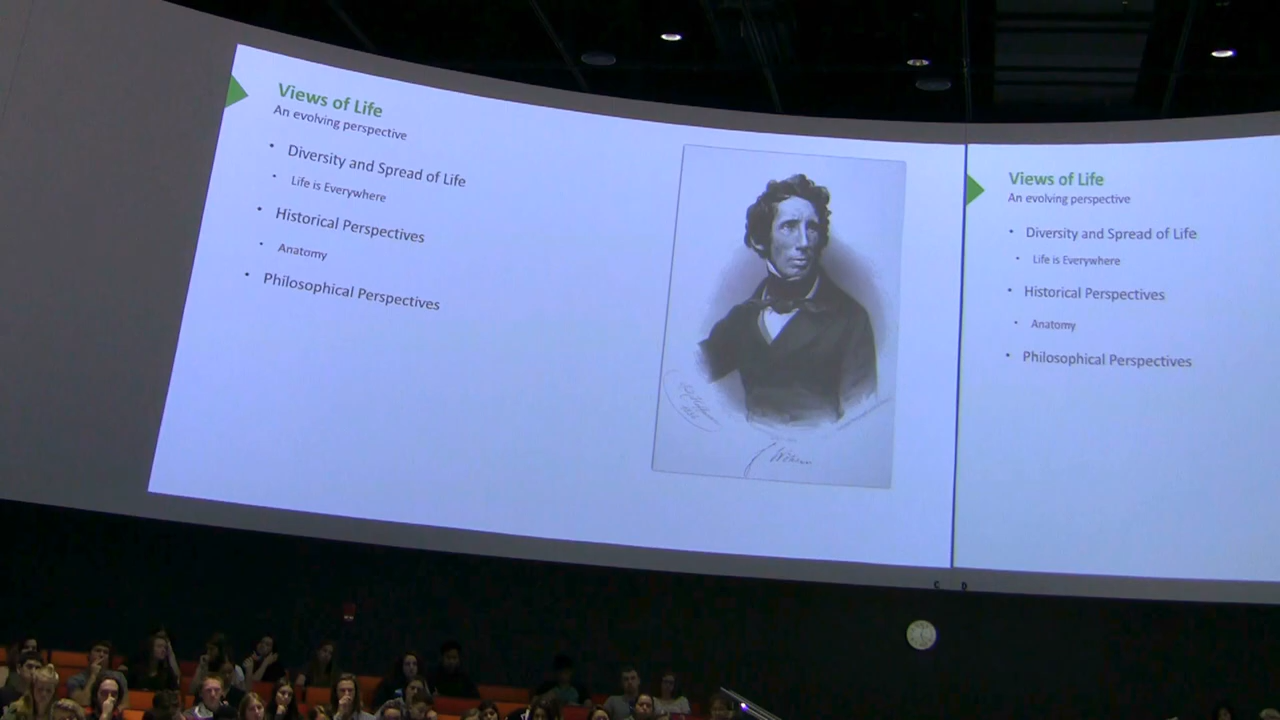 Views of Life
An evolving perspective
• Diversity and Spread of Life
• Life is Everywhere
• Historical Perspectives
• Anatomy
• Philosophical Perspectives
Views of Life
An evolving perspective
• Diversity and Spread of Life
• Life is Everywhere
• Historical Perspectives
• Anatomy
• Philosophical Perspectives
C D